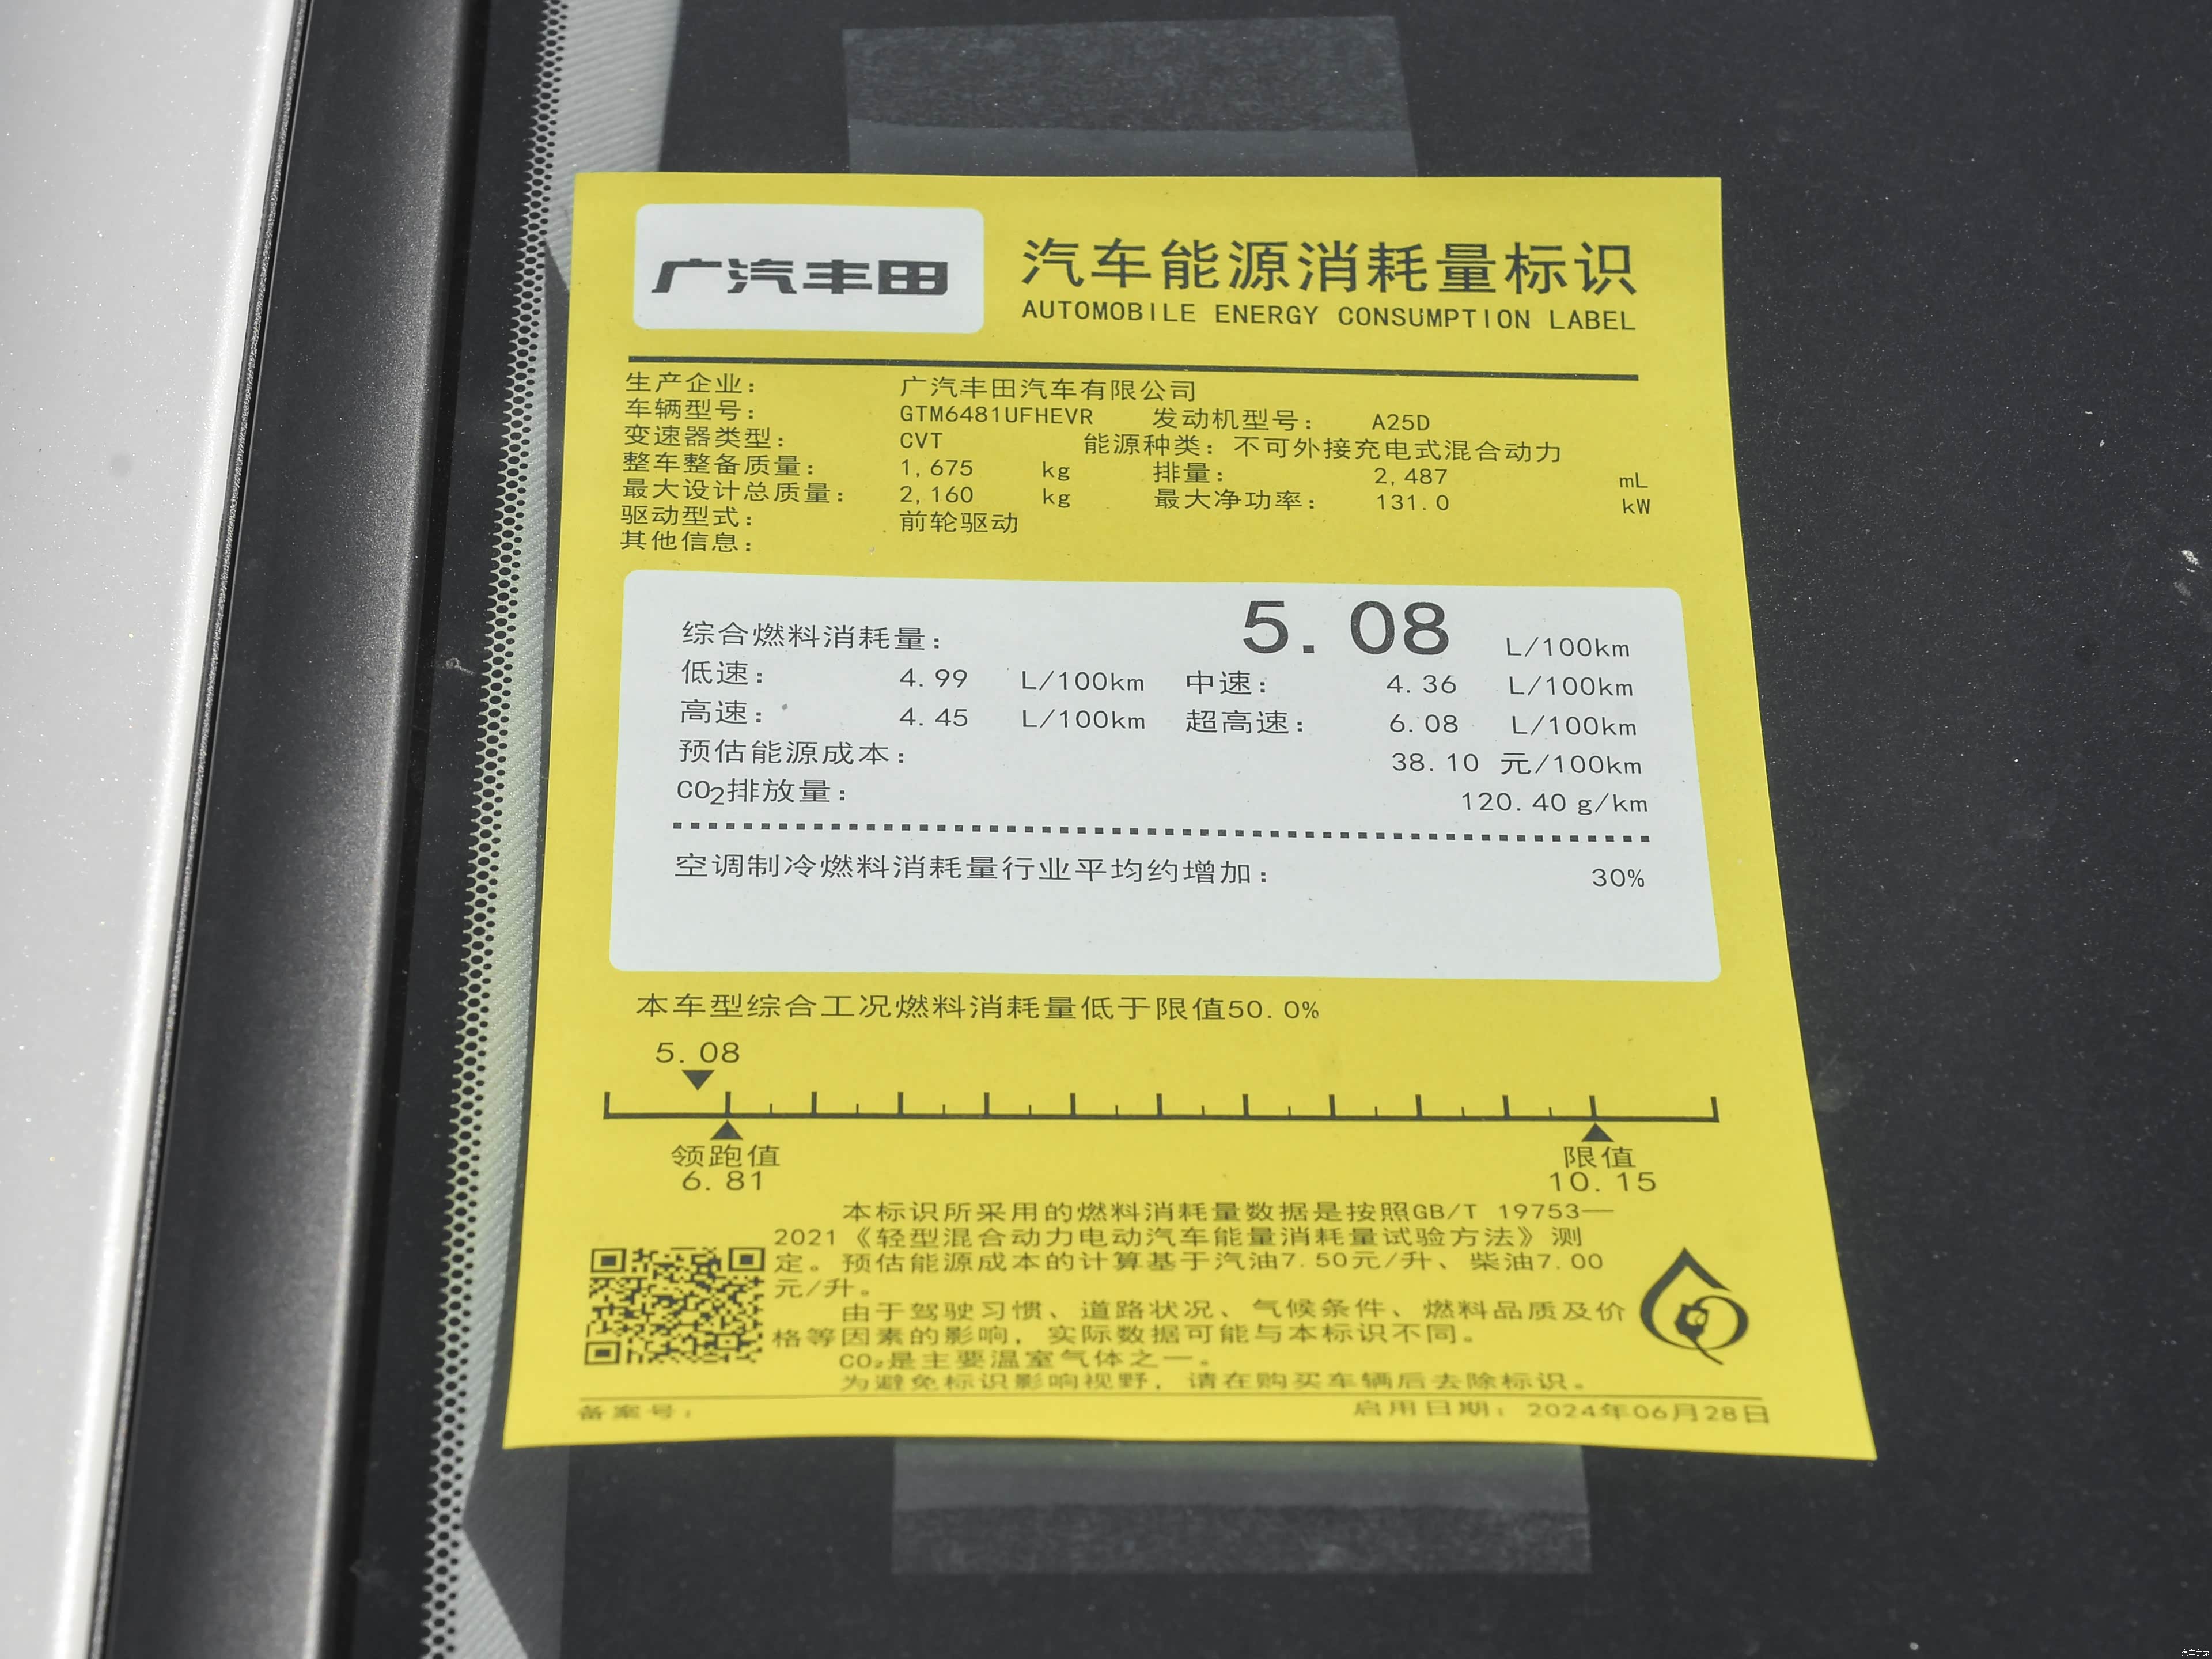 广汽丰田
汽车能源消耗量标识
AUTOMOBILE ENERGY CONSUMPTION LABEL
生产企业： 广汽丰田汽车有限公司
车辆型号： GTM6481UFHEVR 发动机型号： A25D
变速器类型： CVT 能源种类：不可外接充电式混合动力
整车整备质量： 1,675 kg 排量： 2,487 mL
最大设计总质量： 2,160 kg 最大净功率： 131.0 kW
驱动型式： 前轮驱动
其他信息：
综合燃料消耗量： 5.08 L/100km
低速： 4.99 L/100km 中速： 4.36 L/100km
高速： 4.45 L/100km 超高速： 6.08 L/100km
预估能源成本： 38.10 元/100km
CO2排放量： 120.40 g/km
空调制冷燃料消耗量行业平均约增加： 30%
本车型综合工况燃料消耗量低于限值50.0%
5.08
领跑值 限值
6.81 10.15
本标识所采用的燃料消耗量数据是按照GB/T 19753—
2021《轻型混合动力电动汽车能量消耗量试验方法》测
定。预估能源成本的计算基于汽油7.50元/升、柴油7.00
元/升。
由于驾驶习惯、道路状况、气候条件、燃料品质及价
格等因素的影响，实际数据可能与本标识不同。
CO₂是主要温室气体之一。
为避免标识影响视野，请在购买车辆后去除标识。
备案号： 启用日期：2024年06月28日
汽车之家